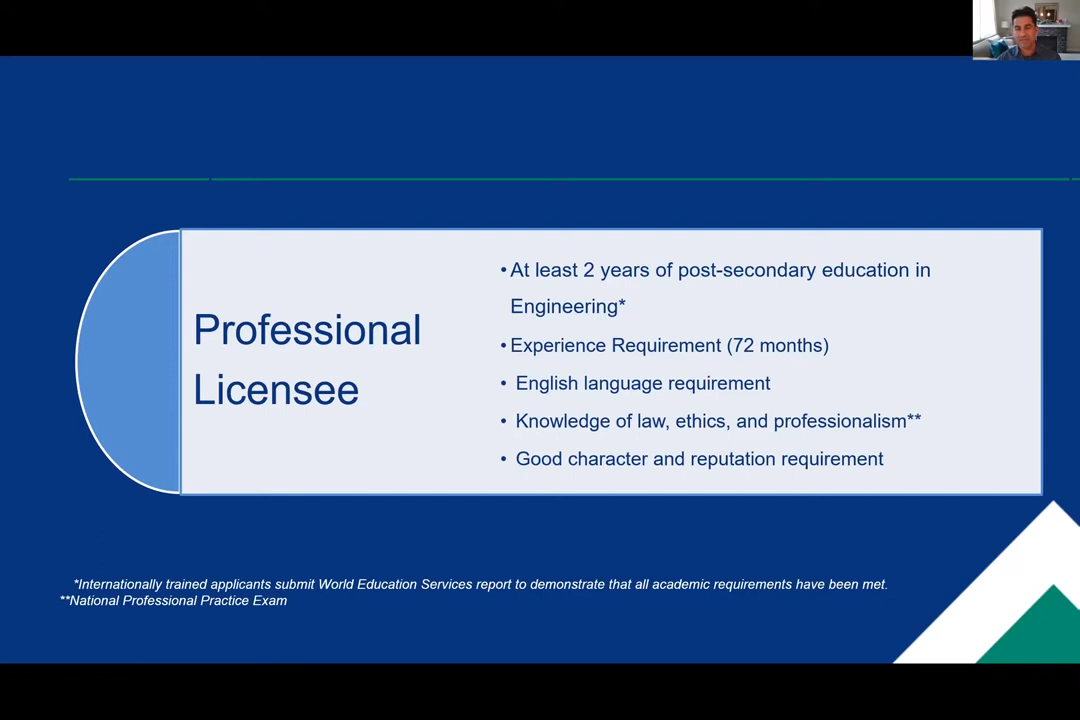 Professional
Licensee
•At least 2 years of post-secondary education in
Engineering*
•Experience Requirement (72 months)
• English language requirement
• Knowledge of law, ethics, and professionalism**
• Good character and reputation requirement
*Internationally trained applicants submit World Education Services report to demonstrate that all academic requirements have been met.
**National Professional Practice Exam